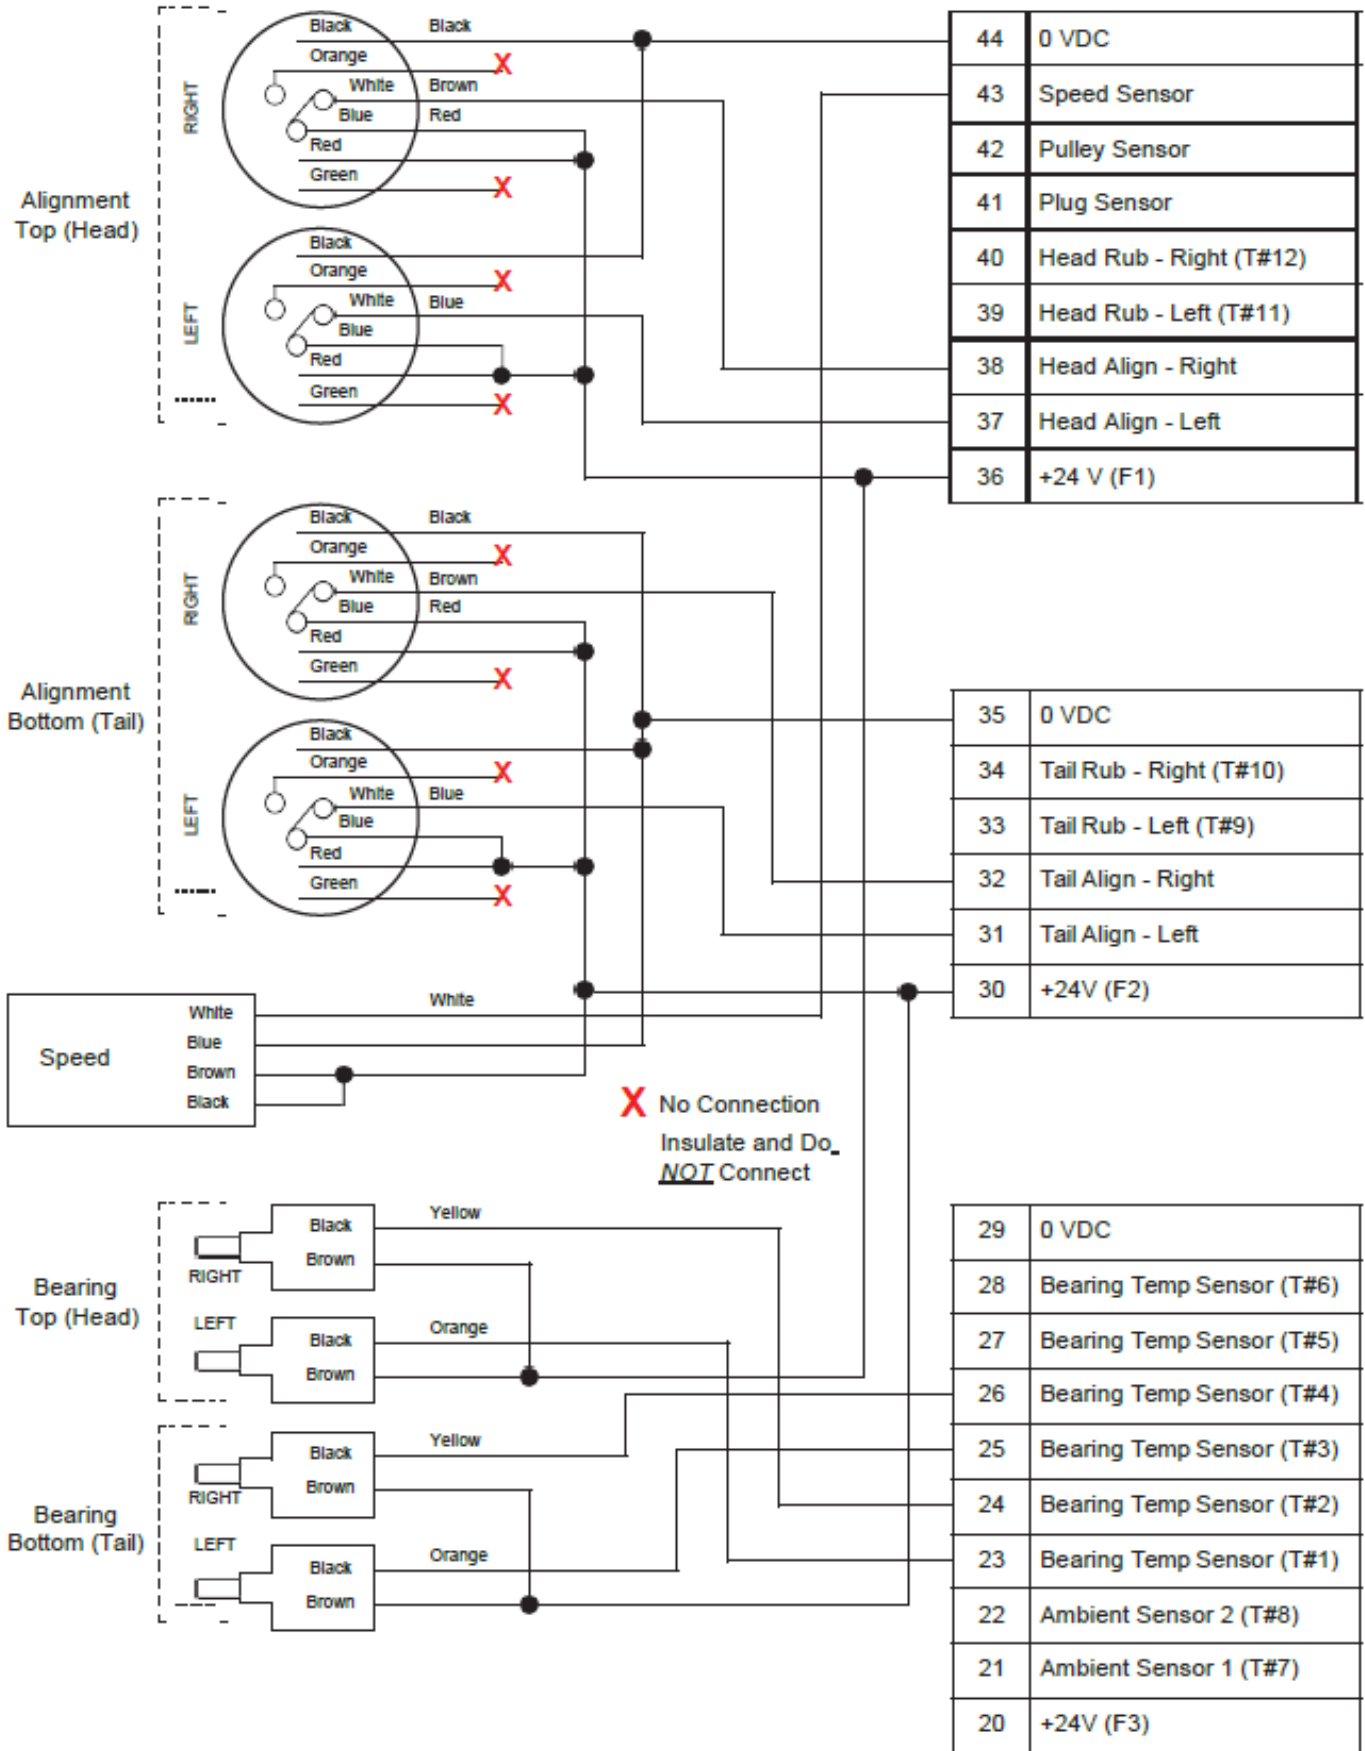 Alignment
Top (Head)
RIGHT
Black
Black
Orange
X
White
Brown
Blue
Red
Red
Green
X
LEFT
Black
Orange
X
White
Blue
Blue
Red
Green
X
44 0 VDC
43 Speed Sensor
42 Pulley Sensor
41 Plug Sensor
40 Head Rub - Right (T#12)
39 Head Rub - Left (T#11)
38 Head Align - Right
37 Head Align - Left
36 +24 V (F1)
Alignment
Bottom (Tail)
RIGHT
Black
Black
Orange
X
White
Brown
Blue
Red
Red
Green
X
LEFT
Black
Orange
X
White
Blue
Blue
Red
Green
X
35 0 VDC
34 Tail Rub - Right (T#10)
33 Tail Rub - Left (T#9)
32 Tail Align - Right
31 Tail Align - Left
30 +24V (F2)
Speed
White
White
Blue
Brown
Black
X No Connection
Insulate and Do
NOT Connect
Bearing
Top (Head)
RIGHT
Black
Yellow
Brown
LEFT
Black
Orange
Brown
Bearing
Bottom (Tail)
RIGHT
Black
Yellow
Brown
LEFT
Black
Orange
Brown
29 0 VDC
28 Bearing Temp Sensor (T#6)
27 Bearing Temp Sensor (T#5)
26 Bearing Temp Sensor (T#4)
25 Bearing Temp Sensor (T#3)
24 Bearing Temp Sensor (T#2)
23 Bearing Temp Sensor (T#1)
22 Ambient Sensor 2 (T#8)
21 Ambient Sensor 1 (T#7)
20 +24V (F3)